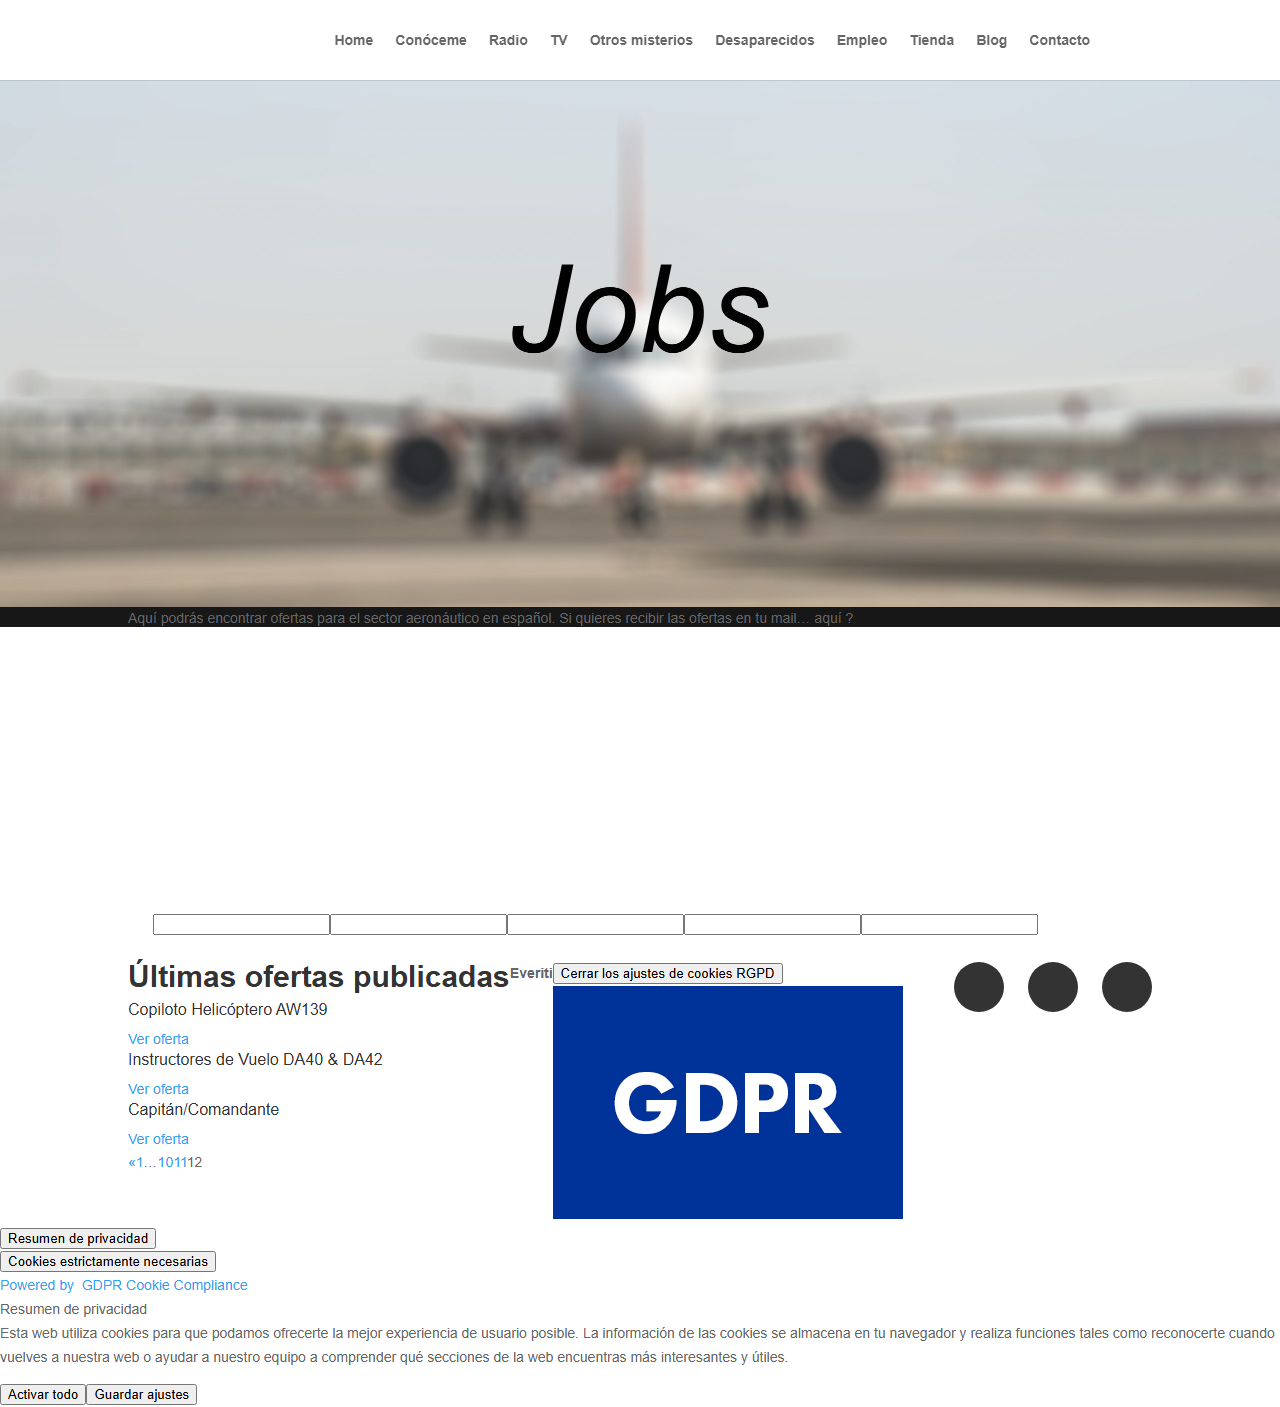 Home Conóceme Radio TV Otros misterios Desaparecidos Empleo Tienda Blog Contacto
Jobs
Aquí podrás encontrar ofertas para el sector aeronáutico en español. Si quieres recibir las ofertas en tu mail… aquí ?
Últimas ofertas publicadas
Everiti
Cerrar los ajustes de cookies RGPD
Copiloto Helicóptero AW139
Ver oferta
Instructores de Vuelo DA40 & DA42
Ver oferta
Capitán/Comandante
Ver oferta
«1…101112
GDPR
Resumen de privacidad
Cookies estrictamente necesarias
Powered by GDPR Cookie Compliance
Resumen de privacidad
Esta web utiliza cookies para que podamos ofrecerte la mejor experiencia de usuario posible. La información de las cookies se almacena en tu navegador y realiza funciones tales como reconocerte cuando
vuelves a nuestra web o ayudar a nuestro equipo a comprender qué secciones de la web encuentras más interesantes y útiles.
Activar todo Guardar ajustes